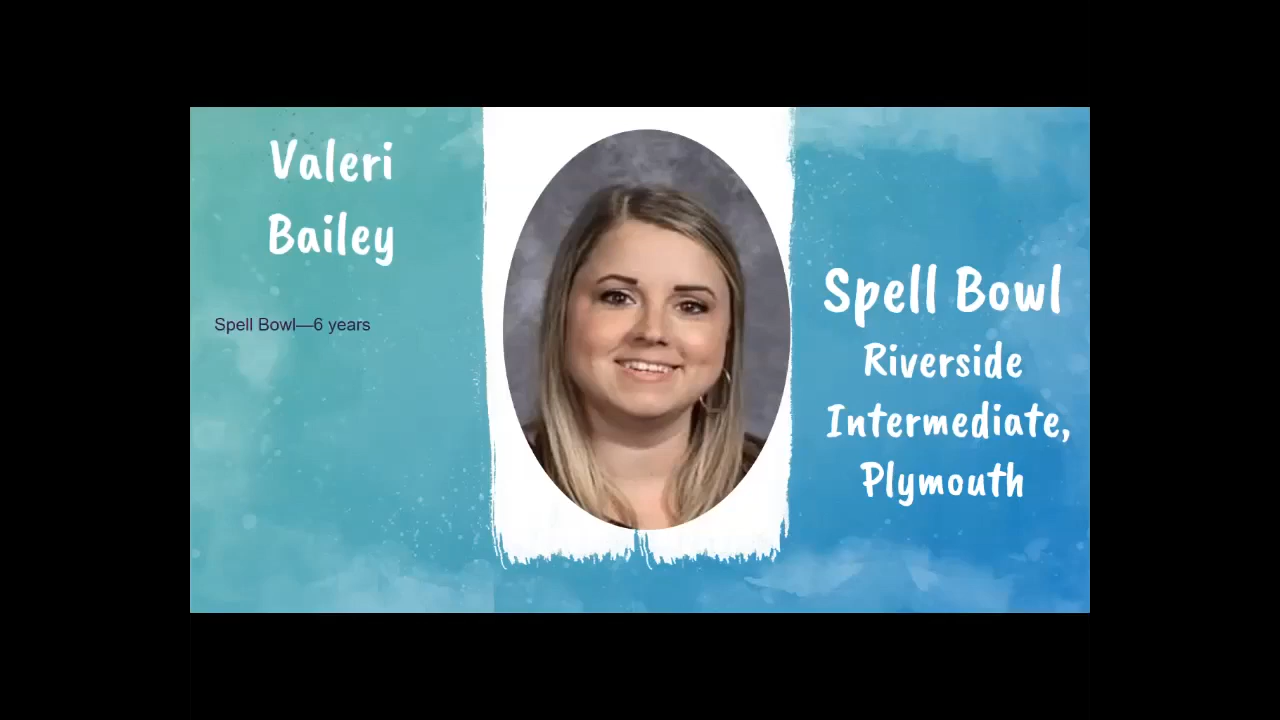 Valeri
Bailey
Spell Bowl—6 years
Spell Bowl
Riverside
Intermediate,
Plymouth